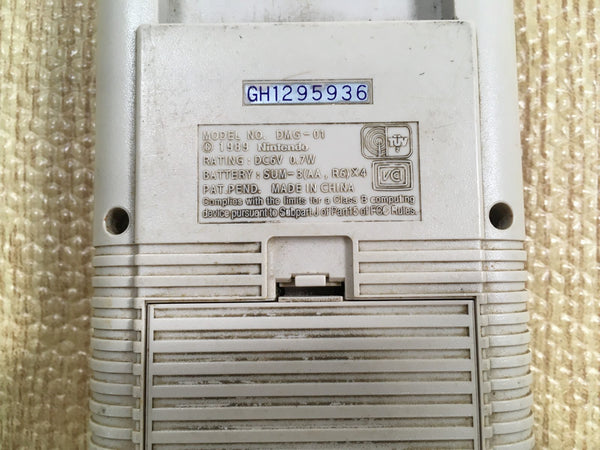 GH1295936
MODEL NO. DMG-01
© 1989 Nintendo
RATING: DC6V 0.7W
BATTERY: SUM-3(AA, R6)×4
PAT. PEND. MADE IN CHINA
Complies with the limits for a Class B computing
device pursuant to Subpart J of Part 15 of FCC Rules.
TÜV